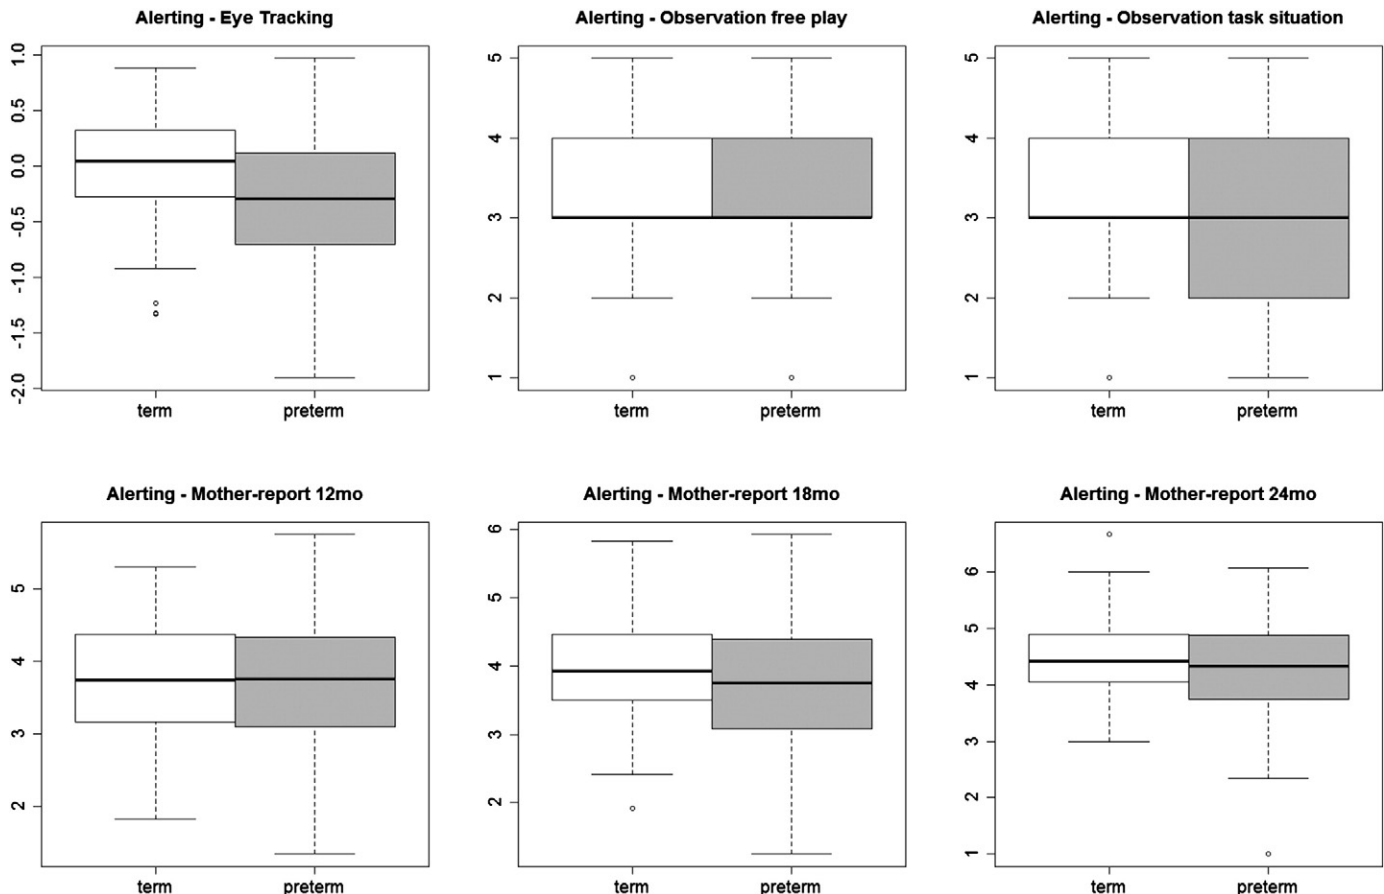 Alerting - Eye Tracking
1.0
0.5
0.0
-0.5
-1.0
-1.5
-2.0
term preterm
Alerting - Observation free play
5
4
3
2
1
term preterm
Alerting - Observation task situation
5
4
3
2
1
term preterm
Alerting - Mother-report 12mo
5
4
3
2
term preterm
Alerting - Mother-report 18mo
6
5
4
3
2
term preterm
Alerting - Mother-report 24mo
6
5
4
3
2
1
term preterm